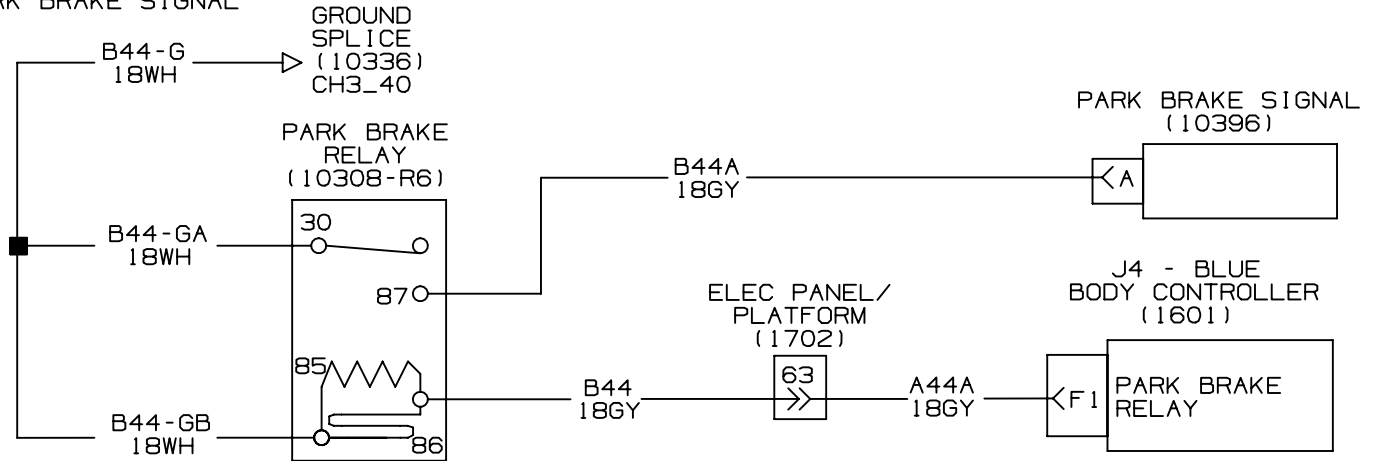 RK BRAKE SIGNAL
GROUND
SPLICE
(10336)
CH3_40
B44-G
18WH
PARK BRAKE
RELAY
(10308-R6)
30
87
85
86
B44-GA
18WH
B44-GB
18WH
B44A
18GY
PARK BRAKE SIGNAL
(10396)
A
ELEC PANEL/
PLATFORM
(1702)
63
B44
18GY
A44A
18GY
J4 - BLUE
BODY CONTROLLER
(1601)
F1
PARK BRAKE
RELAY